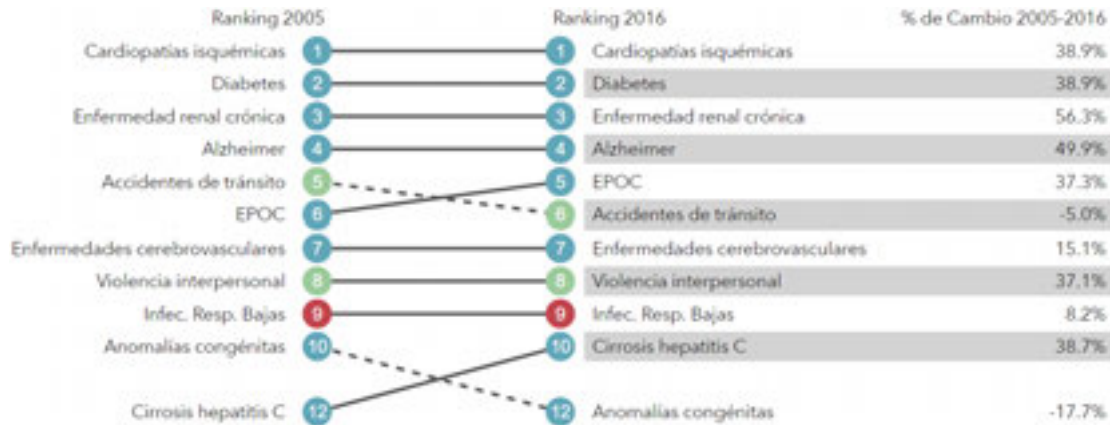 Ranking 2005 Ranking 2016 % de Cambio 2005-2016
Cardiopatías isquémicas 1 1 Cardiopatías isquémicas 38.9%
Diabetes 2 2 Diabetes 38.9%
Enfermedad renal crónica 3 3 Enfermedad renal crónica 56.3%
Alzheimer 4 4 Alzheimer 49.9%
Accidentes de tránsito 5 5 EPOC 37.3%
EPOC 6 6 Accidentes de tránsito -5.0%
Enfermedades cerebrovasculares 7 7 Enfermedades cerebrovasculares 15.1%
Violencia interpersonal 8 8 Violencia interpersonal 37.1%
Infec. Resp. Bajas 9 9 Infec. Resp. Bajas 8.2%
Anomalías congénitas 10 10 Cirrosis hepatitis C 38.7%
Cirrosis hepatitis C 12 12 Anomalías congénitas -17.7%